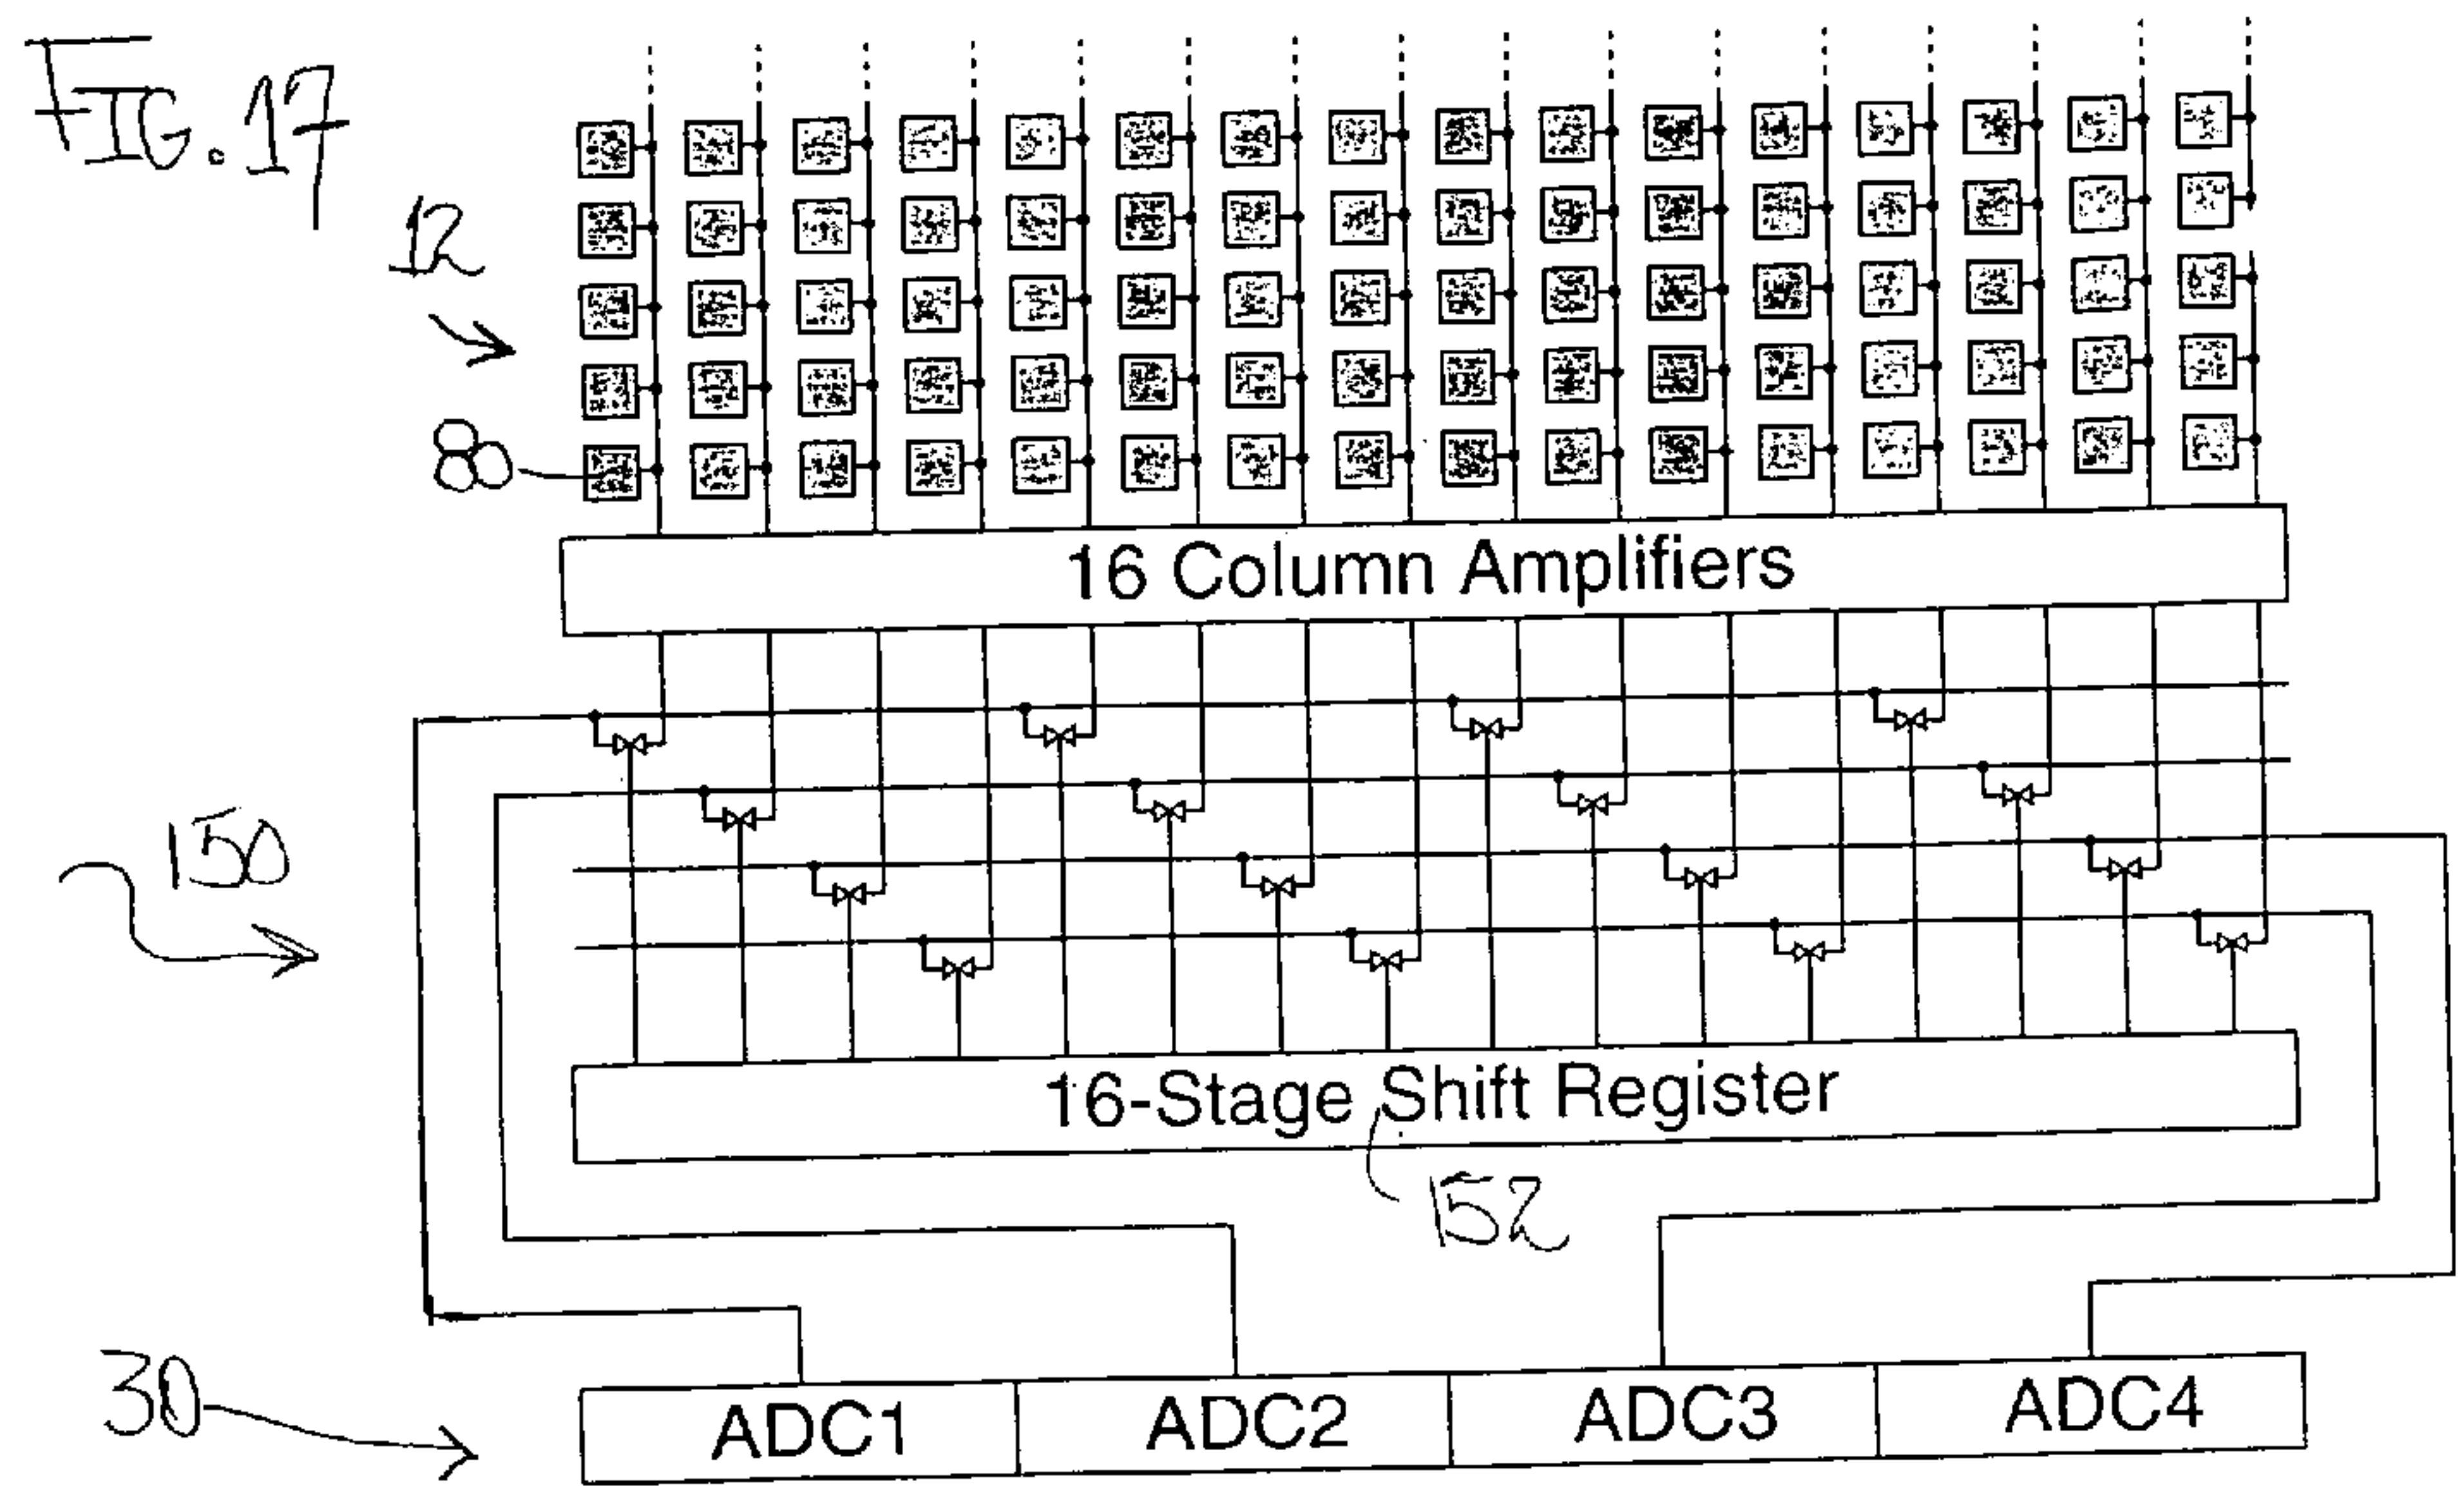 FIG. 17
12
80
16 Column Amplifiers
150
16-Stage Shift Register
152
30
ADC1 ADC2 ADC3 ADC4